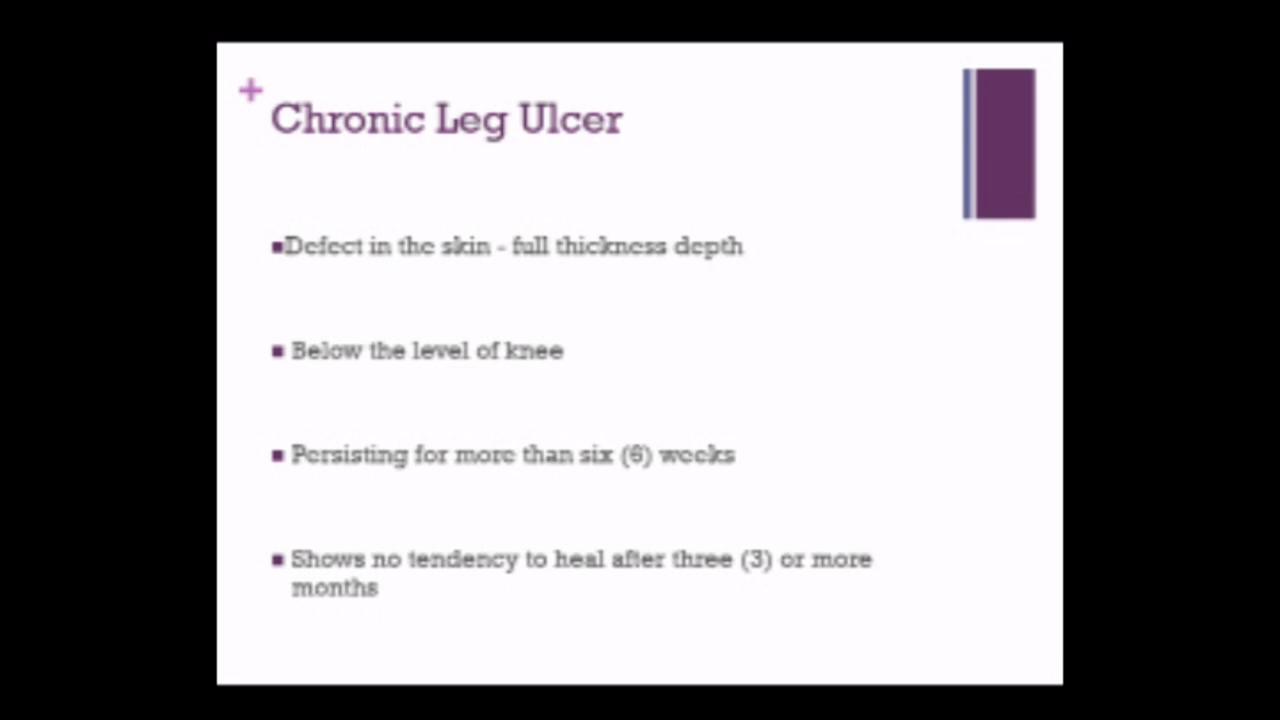 +
Chronic Leg Ulcer
■Defect in the skin - full thickness depth
■ Below the level of knee
■ Persisting for more than six (6) weeks
■ Shows no tendency to heal after three (3) or more
months